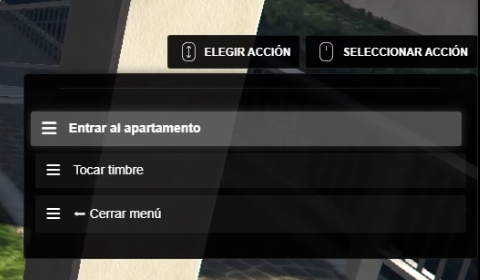 ELEGIR ACCIÓN
SELECCIONAR ACCIÓN
Entrar al apartamento
Tocar timbre
⬅ Cerrar menú